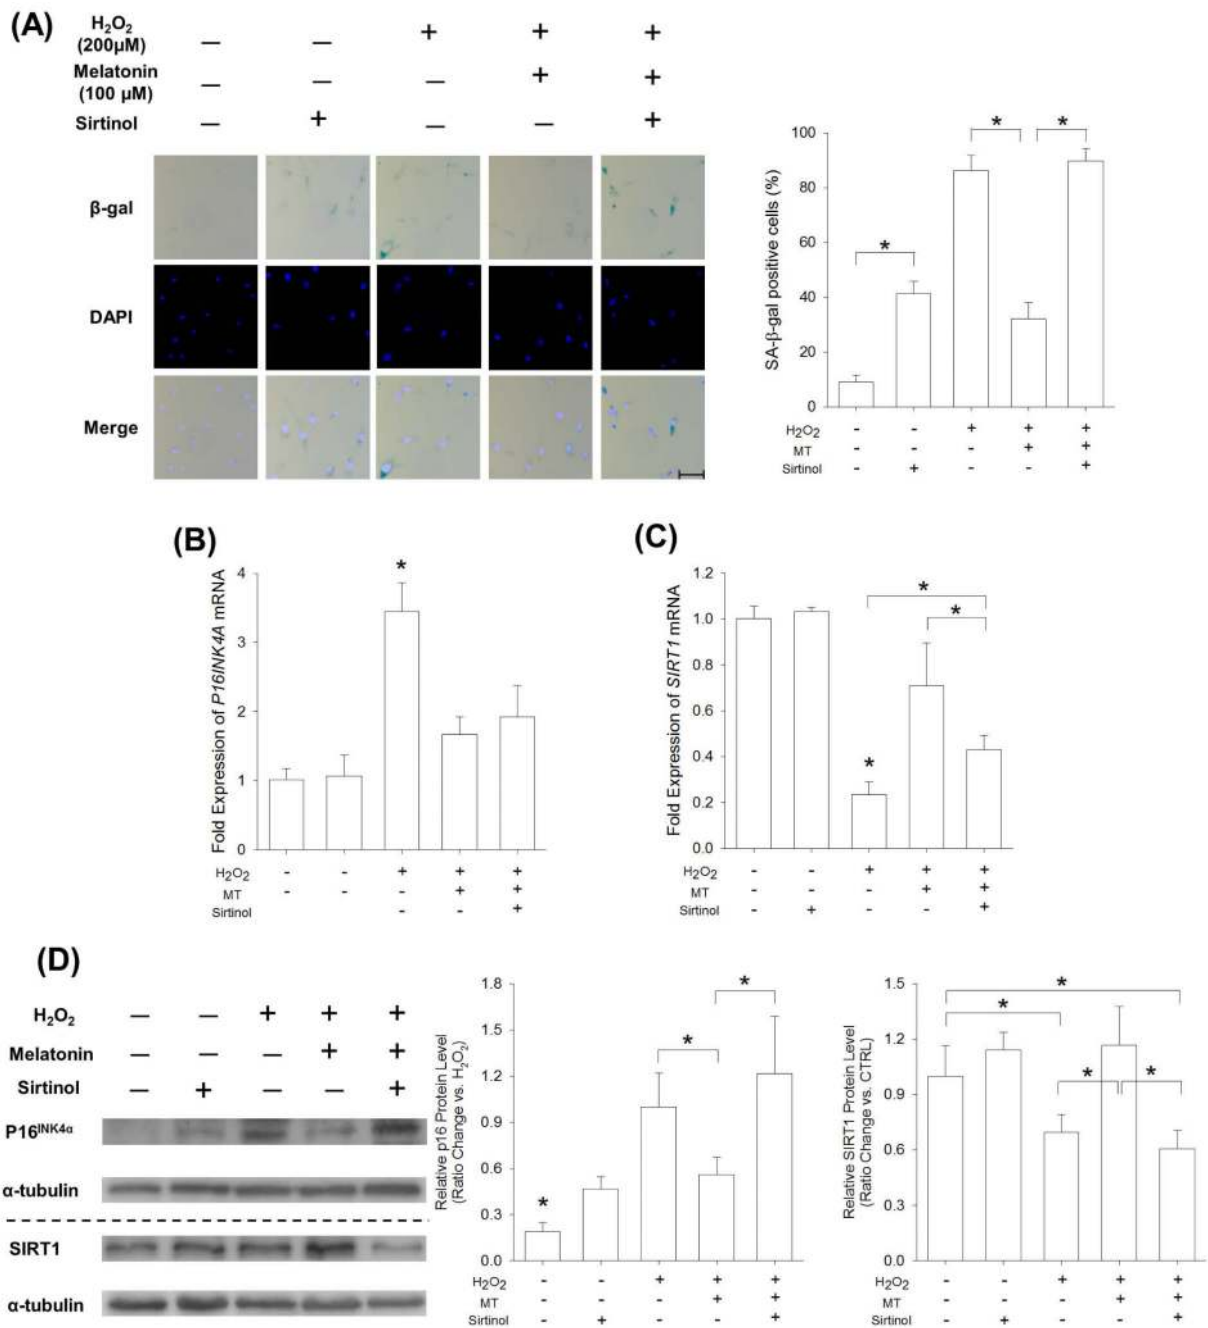 (A)
H₂O₂ — — + + +
(200μM)
Melatonin — — — + +
(100 μM)
Sirtinol — + — — +
β-gal
DAPI
Merge
SA-β-gal positive cells (%)
100
80
60
40
20
0
* * *
H₂O₂ - - + + +
MT - - - + +
Sirtinol - + - - +
(B)
Fold Expression of P16INK4A mRNA
4
3
2
1
0
*
H₂O₂ - - + + +
MT - - + +
Sirtinol - - +
(C)
Fold Expression of SIRT1 mRNA
1.2
1.0
0.8
0.6
0.4
0.2
0.0
* * *
H₂O₂ - - + + +
MT - - - + +
Sirtinol - + - - +
(D)
H₂O₂ — — + + +
Melatonin — — — + +
Sirtinol — + — — +
P16ᴵᴺᴷ⁴ᵅ
α-tubulin
SIRT1
α-tubulin
Relative p16 Protein Level
(Ratio Change vs. H₂O₂)
1.8
1.5
1.2
0.9
0.6
0.3
0.0
* * *
H₂O₂ - - + + +
MT - - - + +
Sirtinol - + - - +
Relative SIRT1 Protein Level
(Ratio Change vs. CTRL)
1.5
1.2
0.9
0.6
0.3
0.0
* * * *
H₂O₂ - - + + +
MT - - - + +
Sirtinol - + - - +